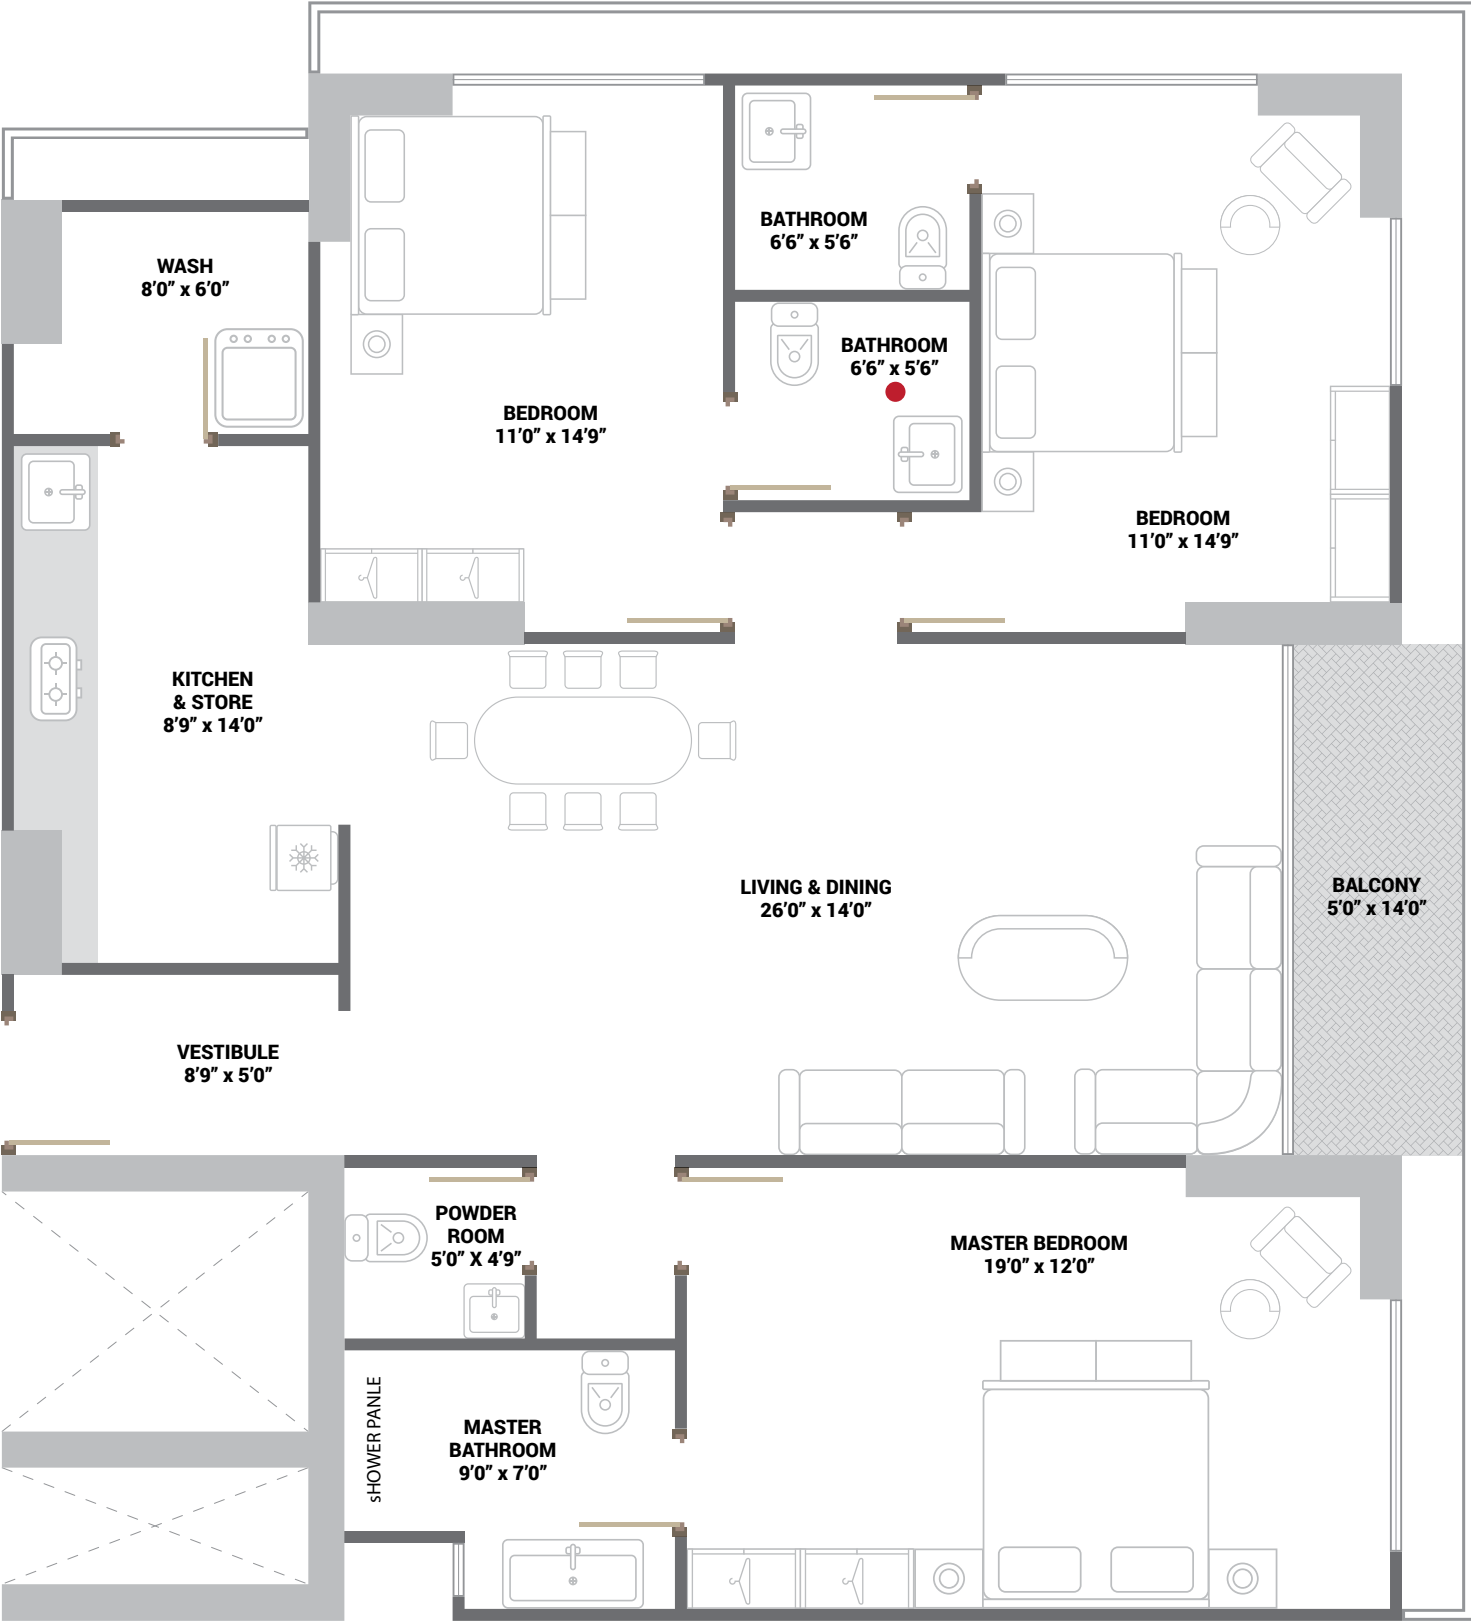 BATHROOM
6’6” x 5’6”
WASH
8’0” x 6’0”
BATHROOM
6’6” x 5’6”
BEDROOM
11’0” x 14’9”
BEDROOM
11’0” x 14’9”
KITCHEN
& STORE
8’9” x 14’0”
LIVING & DINING
26’0” x 14’0”
BALCONY
5’0” x 14’0”
VESTIBULE
8’9” x 5’0”
POWDER
ROOM
5’0” X 4’9”
MASTER BEDROOM
19’0” x 12’0”
sHOWER PANLE
MASTER
BATHROOM
9’0” x 7’0”